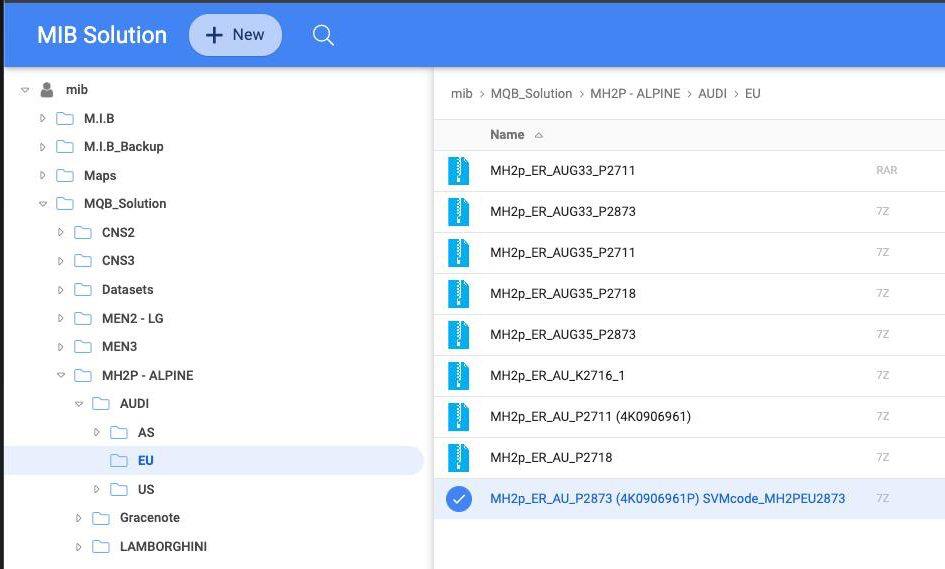 MIB Solution
+ New
mib
M.I.B
M.I.B_Backup
Maps
MQB_Solution
CNS2
CNS3
Datasets
MEN2 - LG
MEN3
MH2P - ALPINE
AUDI
AS
EU
US
Gracenote
LAMBORGHINI
mib > MQB_Solution > MH2P - ALPINE > AUDI > EU
Name
MH2p_ER_AUG33_P2711 RAR
MH2p_ER_AUG33_P2873 7Z
MH2p_ER_AUG35_P2711 7Z
MH2p_ER_AUG35_P2718 7Z
MH2p_ER_AUG35_P2873 7Z
MH2p_ER_AU_K2716_1 7Z
MH2p_ER_AU_P2711 (4K0906961) 7Z
MH2p_ER_AU_P2718 7Z
MH2p_ER_AU_P2873 (4K0906961P) SVMcode_MH2PEU2873 7Z